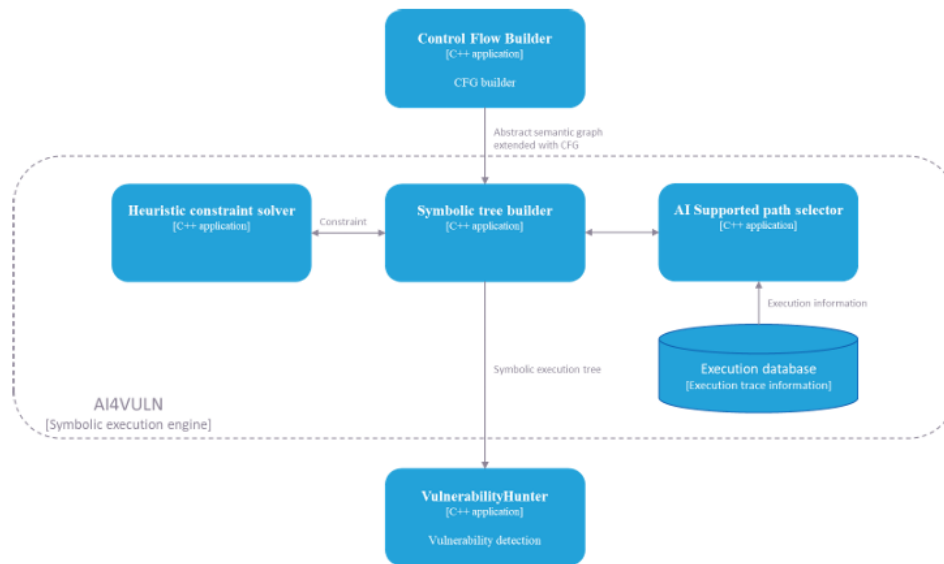 Control Flow Builder
[C++ application]
CFG builder
Abstract semantic graph
extended with CFG
Heuristic constraint solver
[C++ application]
Constraint
Symbolic tree builder
[C++ application]
AI Supported path selector
[C++ application]
Execution information
Execution database
[Execution trace information]
Symbolic execution tree
AI4VULN
[Symbolic execution engine]
VulnerabilityHunter
[C++ application]
Vulnerability detection